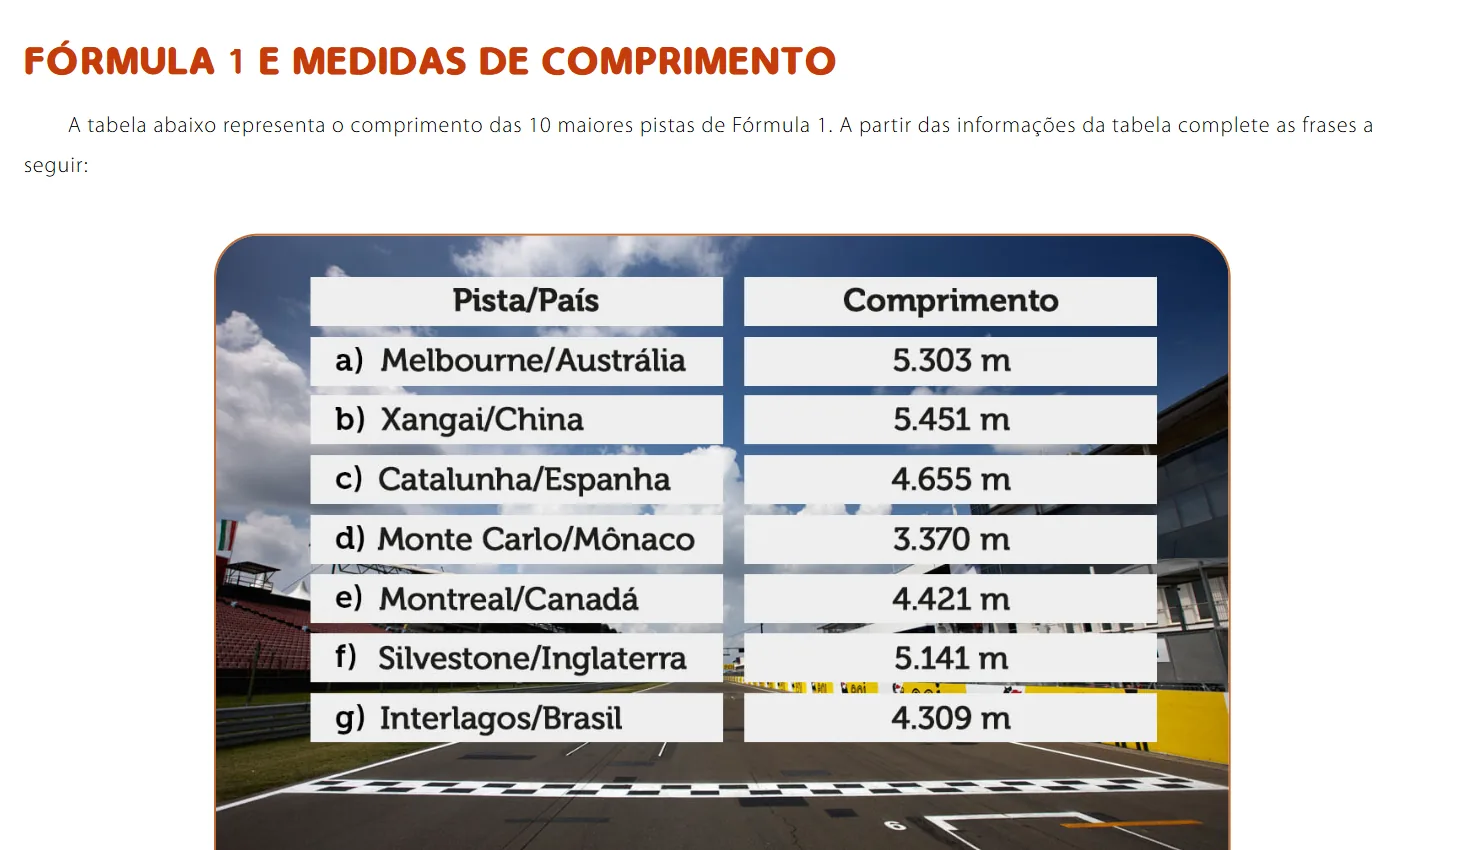 FÓRMULA 1 E MEDIDAS DE COMPRIMENTO
A tabela abaixo representa o comprimento das 10 maiores pistas de Fórmula 1. A partir das informações da tabela complete as frases a
seguir:
Pista/País Comprimento
a) Melbourne/Austrália 5.303 m
b) Xangai/China 5.451 m
c) Catalunha/Espanha 4.655 m
d) Monte Carlo/Mônaco 3.370 m
e) Montreal/Canadá 4.421 m
f) Silvestone/Inglaterra 5.141 m
g) Interlagos/Brasil 4.309 m
6